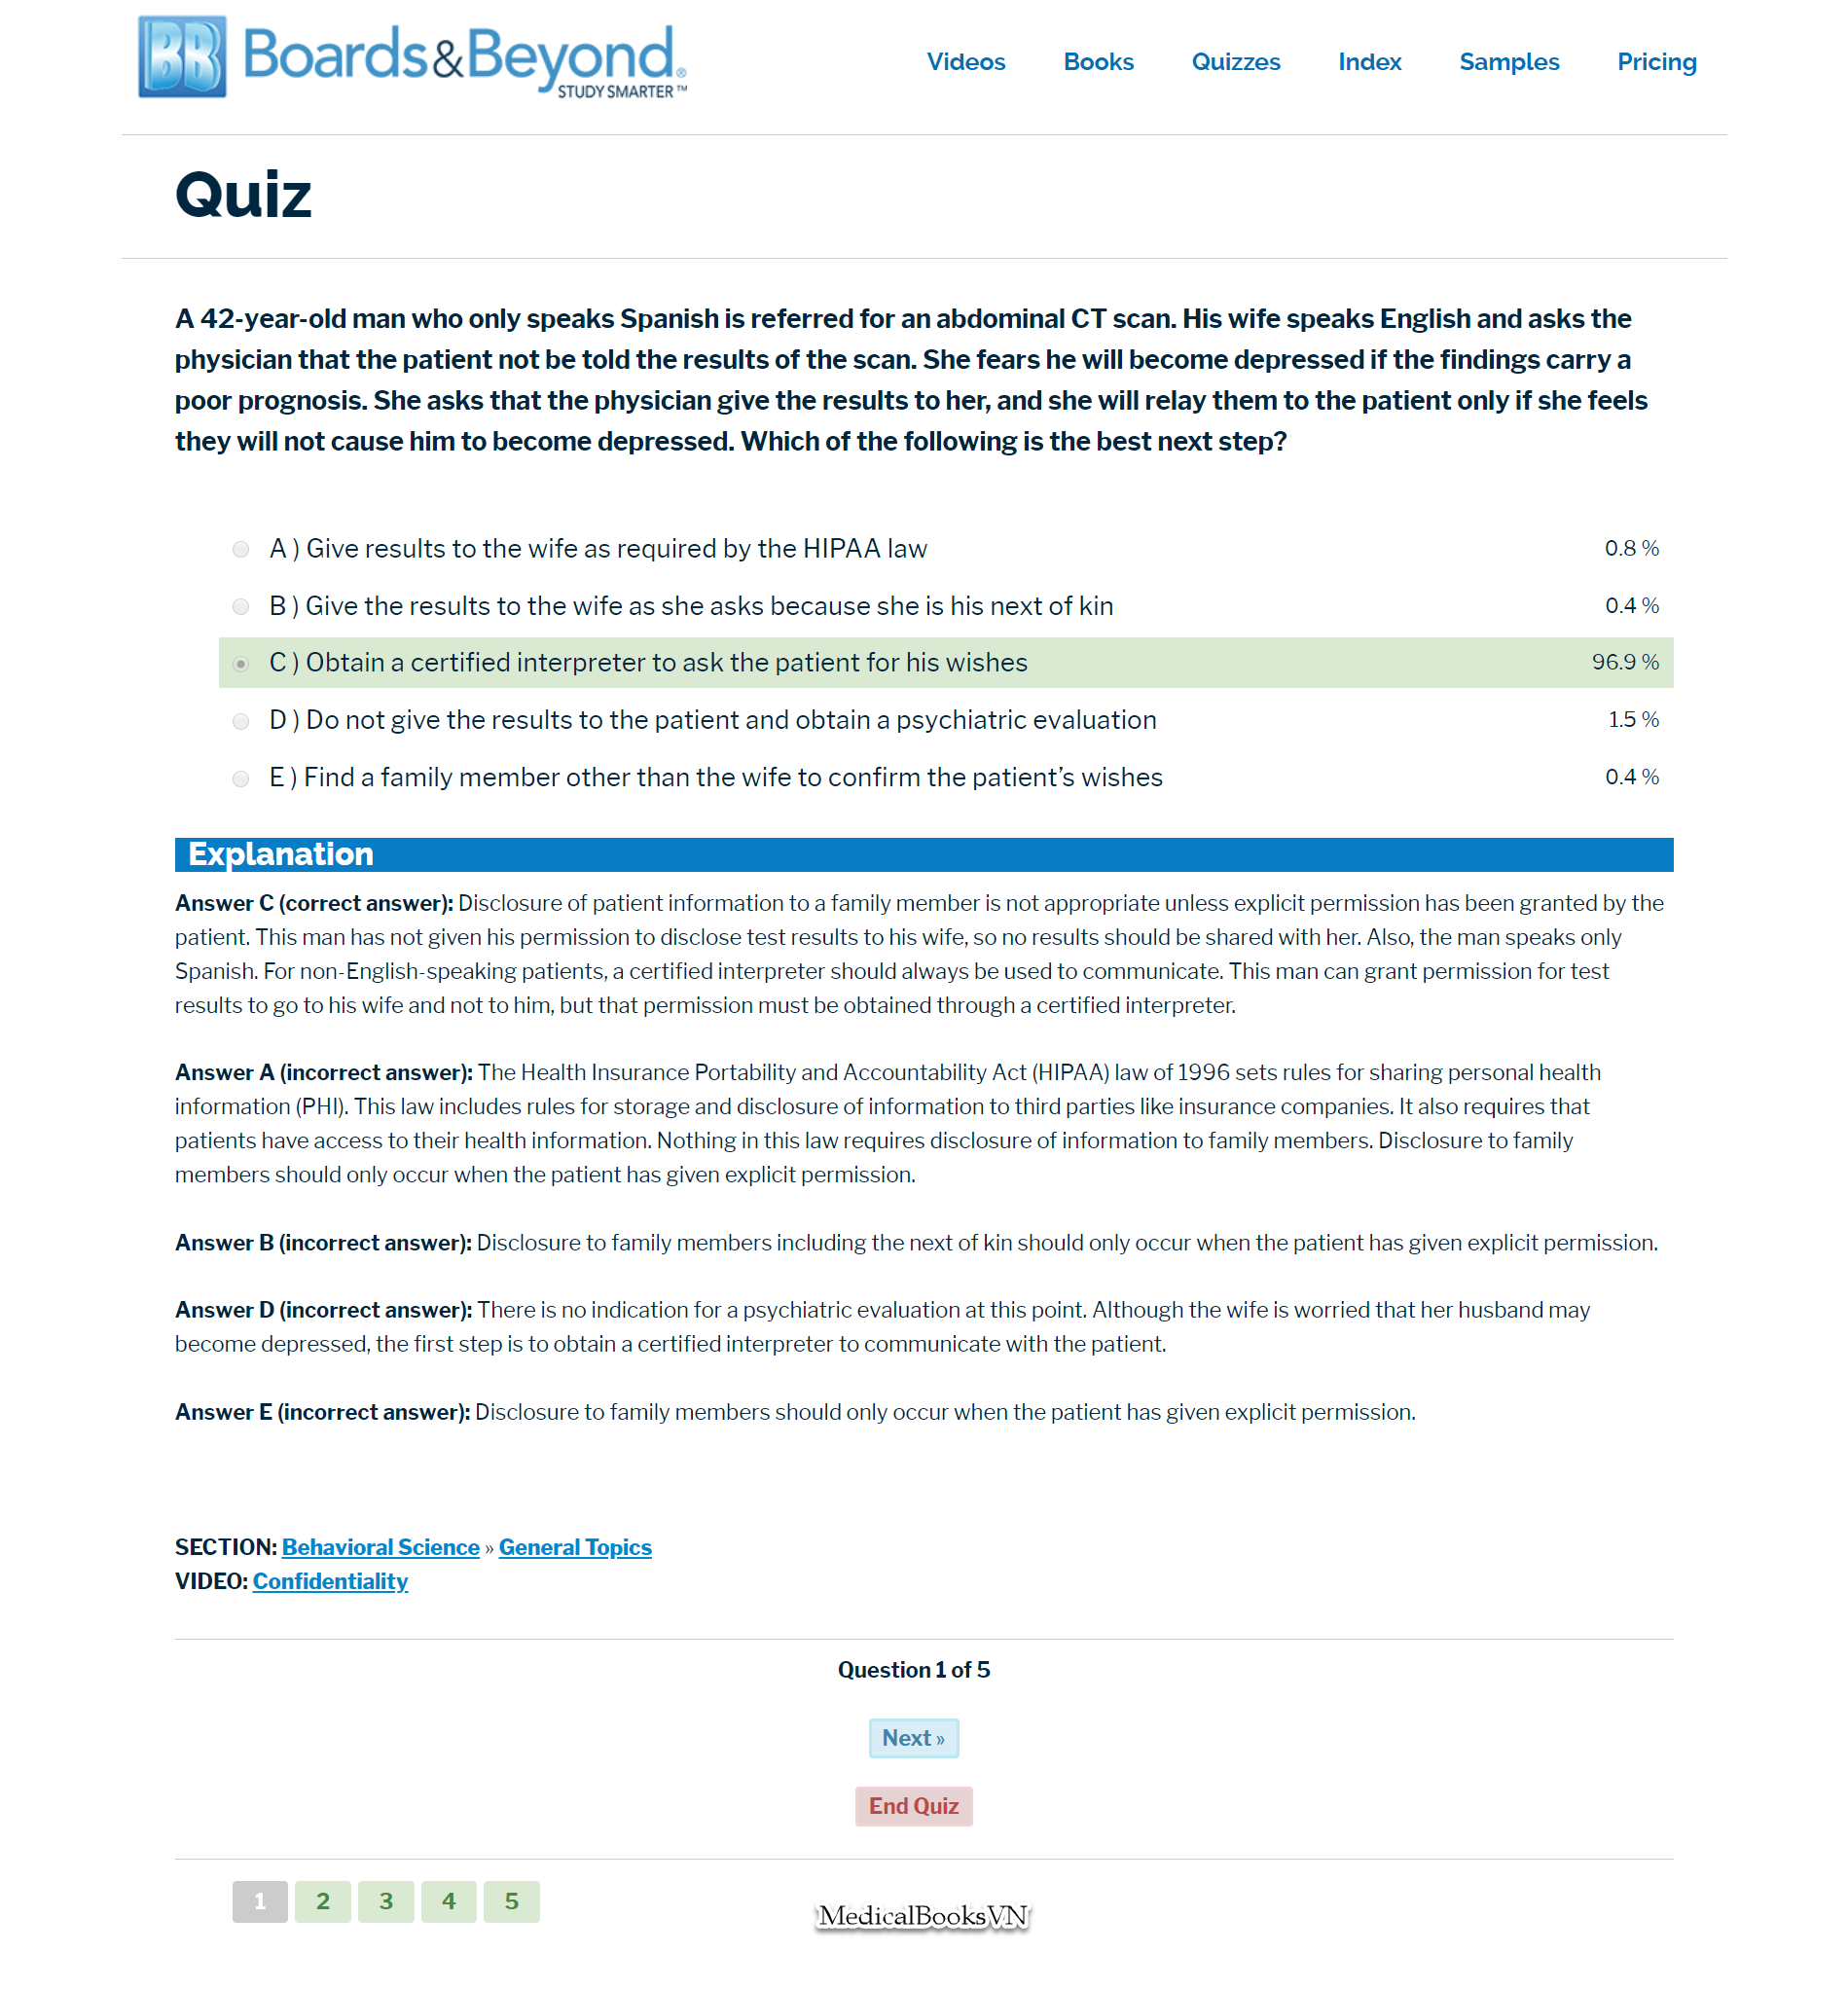 BB Boards&Beyond®
STUDY SMARTER™
Videos Books Quizzes Index Samples Pricing
Quiz
A 42-year-old man who only speaks Spanish is referred for an abdominal CT scan. His wife speaks English and asks the
physician that the patient not be told the results of the scan. She fears he will become depressed if the findings carry a
poor prognosis. She asks that the physician give the results to her, and she will relay them to the patient only if she feels
they will not cause him to become depressed. Which of the following is the best next step?
A ) Give results to the wife as required by the HIPAA law 0.8 %
B ) Give the results to the wife as she asks because she is his next of kin 0.4 %
C ) Obtain a certified interpreter to ask the patient for his wishes 96.9 %
D ) Do not give the results to the patient and obtain a psychiatric evaluation 1.5 %
E ) Find a family member other than the wife to confirm the patient’s wishes 0.4 %
Explanation
Answer C (correct answer): Disclosure of patient information to a family member is not appropriate unless explicit permission has been granted by the
patient. This man has not given his permission to disclose test results to his wife, so no results should be shared with her. Also, the man speaks only
Spanish. For non-English-speaking patients, a certified interpreter should always be used to communicate. This man can grant permission for test
results to go to his wife and not to him, but that permission must be obtained through a certified interpreter.
Answer A (incorrect answer): The Health Insurance Portability and Accountability Act (HIPAA) law of 1996 sets rules for sharing personal health
information (PHI). This law includes rules for storage and disclosure of information to third parties like insurance companies. It also requires that
patients have access to their health information. Nothing in this law requires disclosure of information to family members. Disclosure to family
members should only occur when the patient has given explicit permission.
Answer B (incorrect answer): Disclosure to family members including the next of kin should only occur when the patient has given explicit permission.
Answer D (incorrect answer): There is no indication for a psychiatric evaluation at this point. Although the wife is worried that her husband may
become depressed, the first step is to obtain a certified interpreter to communicate with the patient.
Answer E (incorrect answer): Disclosure to family members should only occur when the patient has given explicit permission.
SECTION: Behavioral Science » General Topics
VIDEO: Confidentiality
Question 1 of 5
Next »
End Quiz
1 2 3 4 5
MedicalBooksVN